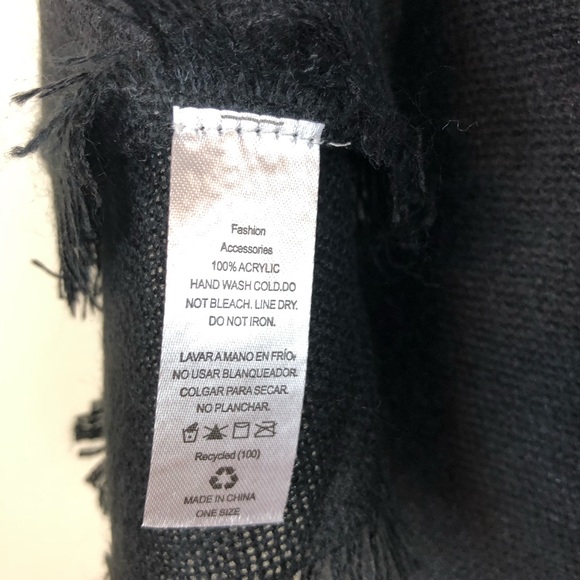 Fashion
Accessories
100% ACRYLIC
HAND WASH COLD.DO
NOT BLEACH. LINE DRY.
DO NOT IRON.
LAVAR A MANO EN FRÍO.
NO USAR BLANQUEADOR.
COLGAR PARA SECAR.
NO PLANCHAR.
Recycled (100)
MADE IN CHINA
ONE SIZE